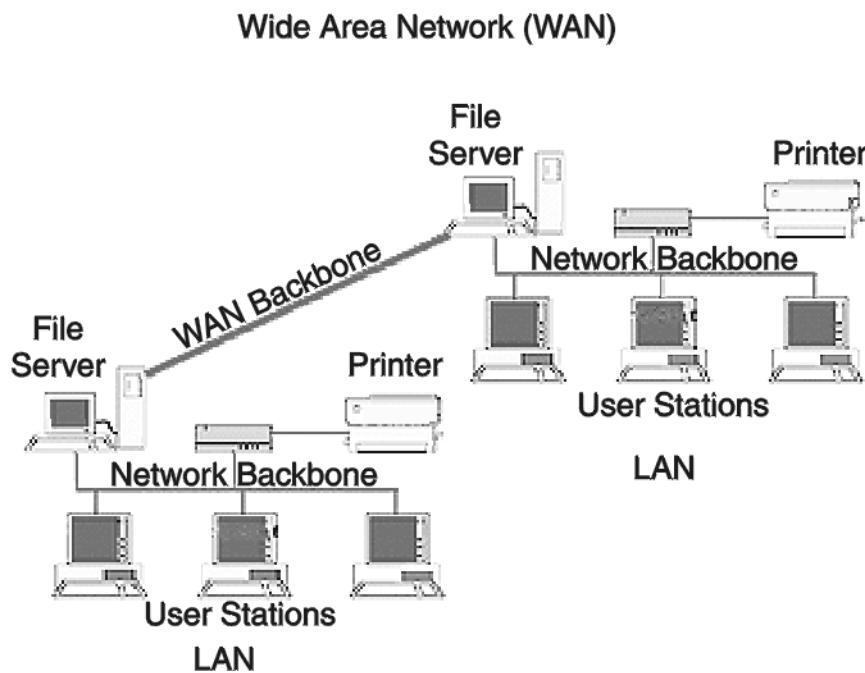 Wide Area Network (WAN)
File
Server
Printer
Network Backbone
User Stations
LAN
WAN Backbone
File
Server
Printer
Network Backbone
User Stations
LAN